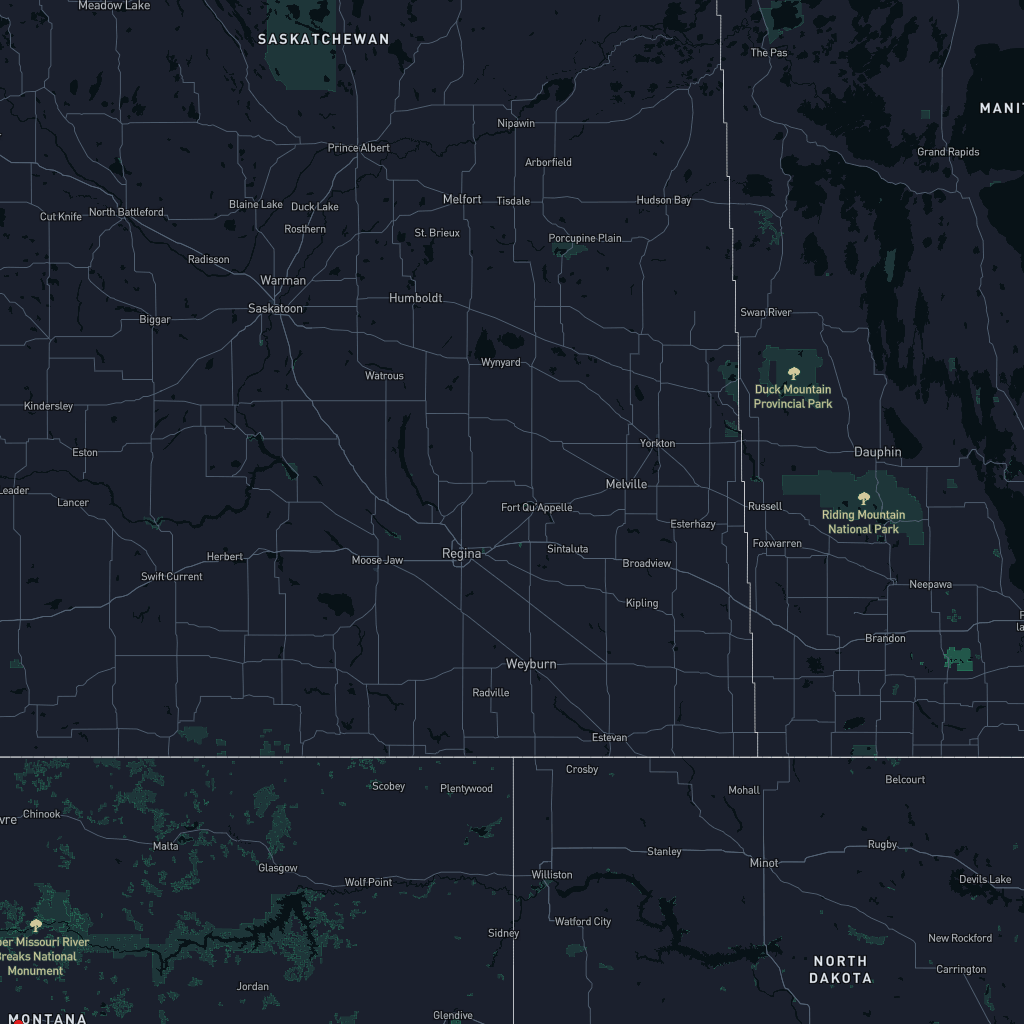 Meadow Lake
SASKATCHEWAN
The Pas
MANI
Nipawin
Prince Albert
Grand Rapids
Arborfield
Melfort
Tisdale
Hudson Bay
Blaine Lake
Duck Lake
Cut Knife
North Battleford
Rosthern
St. Brieux
Porcupine Plain
Radisson
Warman
Humboldt
Saskatoon
Swan River
Biggar
Wynyard
Watrous
Duck Mountain
Provincial Park
Kindersley
Yorkton
Eston
Dauphin
Melville
Leader
Lancer
Fort Qu'Appelle
Russell
Riding Mountain
National Park
Esterhazy
Foxwarren
Regina
Sintaluta
Herbert
Moose Jaw
Broadview
Swift Current
Neepawa
Kipling
P
la
Brandon
Weyburn
Radville
Estevan
Crosby
Belcourt
Scobey
Plentywood
Mohall
Chinook
vre
Malta
Stanley
Rugby
Minot
Glasgow
Williston
Wolf Point
Devils Lake
Watford City
Sidney
per Missouri River
Breaks National
Monument
New Rockford
NORTH
DAKOTA
Carrington
Jordan
Glendive
MONTANA